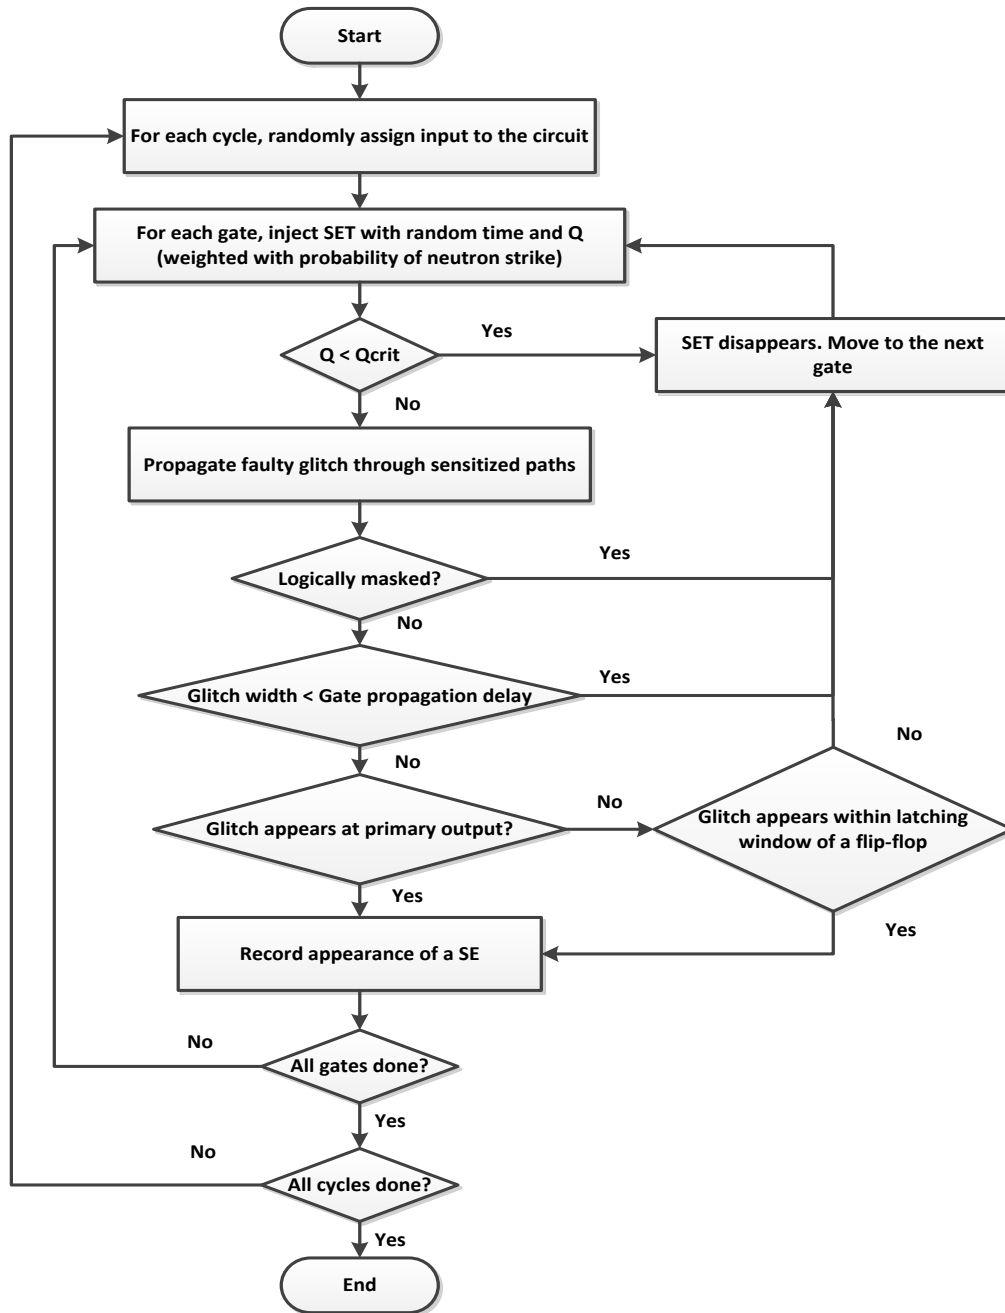 Start
For each cycle, randomly assign input to the circuit
For each gate, inject SET with random time and Q
(weighted with probability of neutron strike)
Yes
Q < Qcrit
SET disappears. Move to the next
gate
No
Propagate faulty glitch through sensitized paths
Yes
Logically masked?
No
Yes
Glitch width < Gate propagation delay
No
No
No
Glitch appears at primary output?
Glitch appears within latching
window of a flip-flop
Yes
Yes
Record appearance of a SE
No
All gates done?
Yes
No
All cycles done?
Yes
End